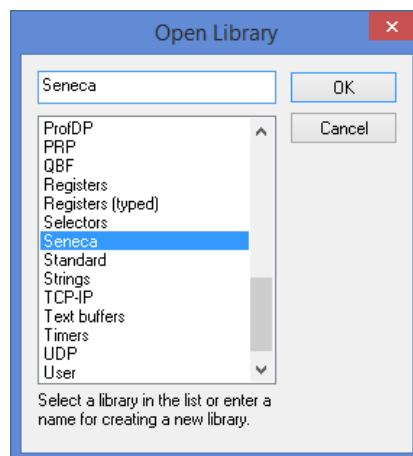 Open Library
Seneca
OK
Cancel
ProfDP
PRP
QBF
Registers
Registers (typed)
Selectors
Seneca
Standard
Strings
TCP-IP
Text buffers
Timers
UDP
User
Select a library in the list or enter a
name for creating a new library.